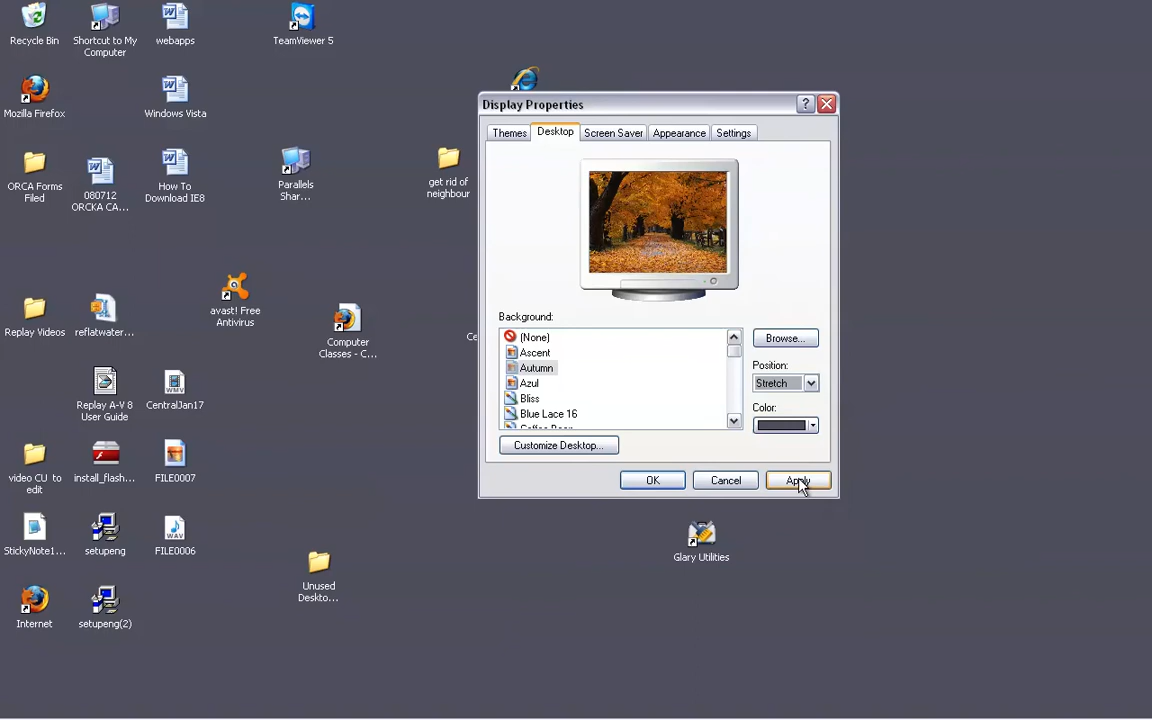 Recycle Bin
Shortcut to My
Computer
webapps
TeamViewer 5
Mozilla Firefox
Windows Vista
ORCA Forms
Filed
080712
ORCKA CA...
How To
Download IE8
Parallels
Shar...
get rid of
neighbour
Replay Videos
reflatwater...
avast! Free
Antivirus
Computer
Classes - C...
Ce
Replay A-V 8
User Guide
CentralJan17
video CU to
edit
install_flash...
FILE0007
StickyNote1...
setupeng
FILE0006
Internet
setupeng(2)
Unused
Deskto...
Glary Utilities
Display Properties
Themes
Desktop
Screen Saver
Appearance
Settings
Background:
(None)
Ascent
Autumn
Azul
Bliss
Blue Lace 16
Browse...
Position:
Stretch
Color:
Customize Desktop...
OK
Cancel
Apply